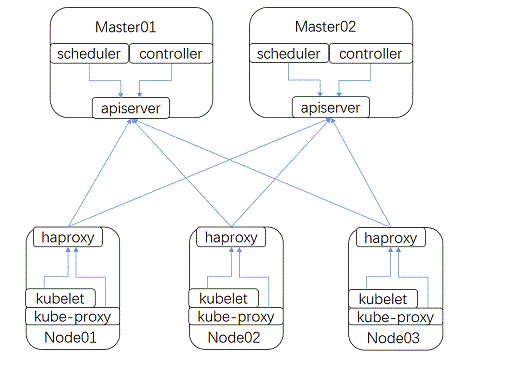 Master01 Master02
scheduler controller scheduler controller
apiserver apiserver
haproxy haproxy haproxy
kubelet kubelet kubelet
kube-proxy kube-proxy kube-proxy
Node01 Node02 Node03